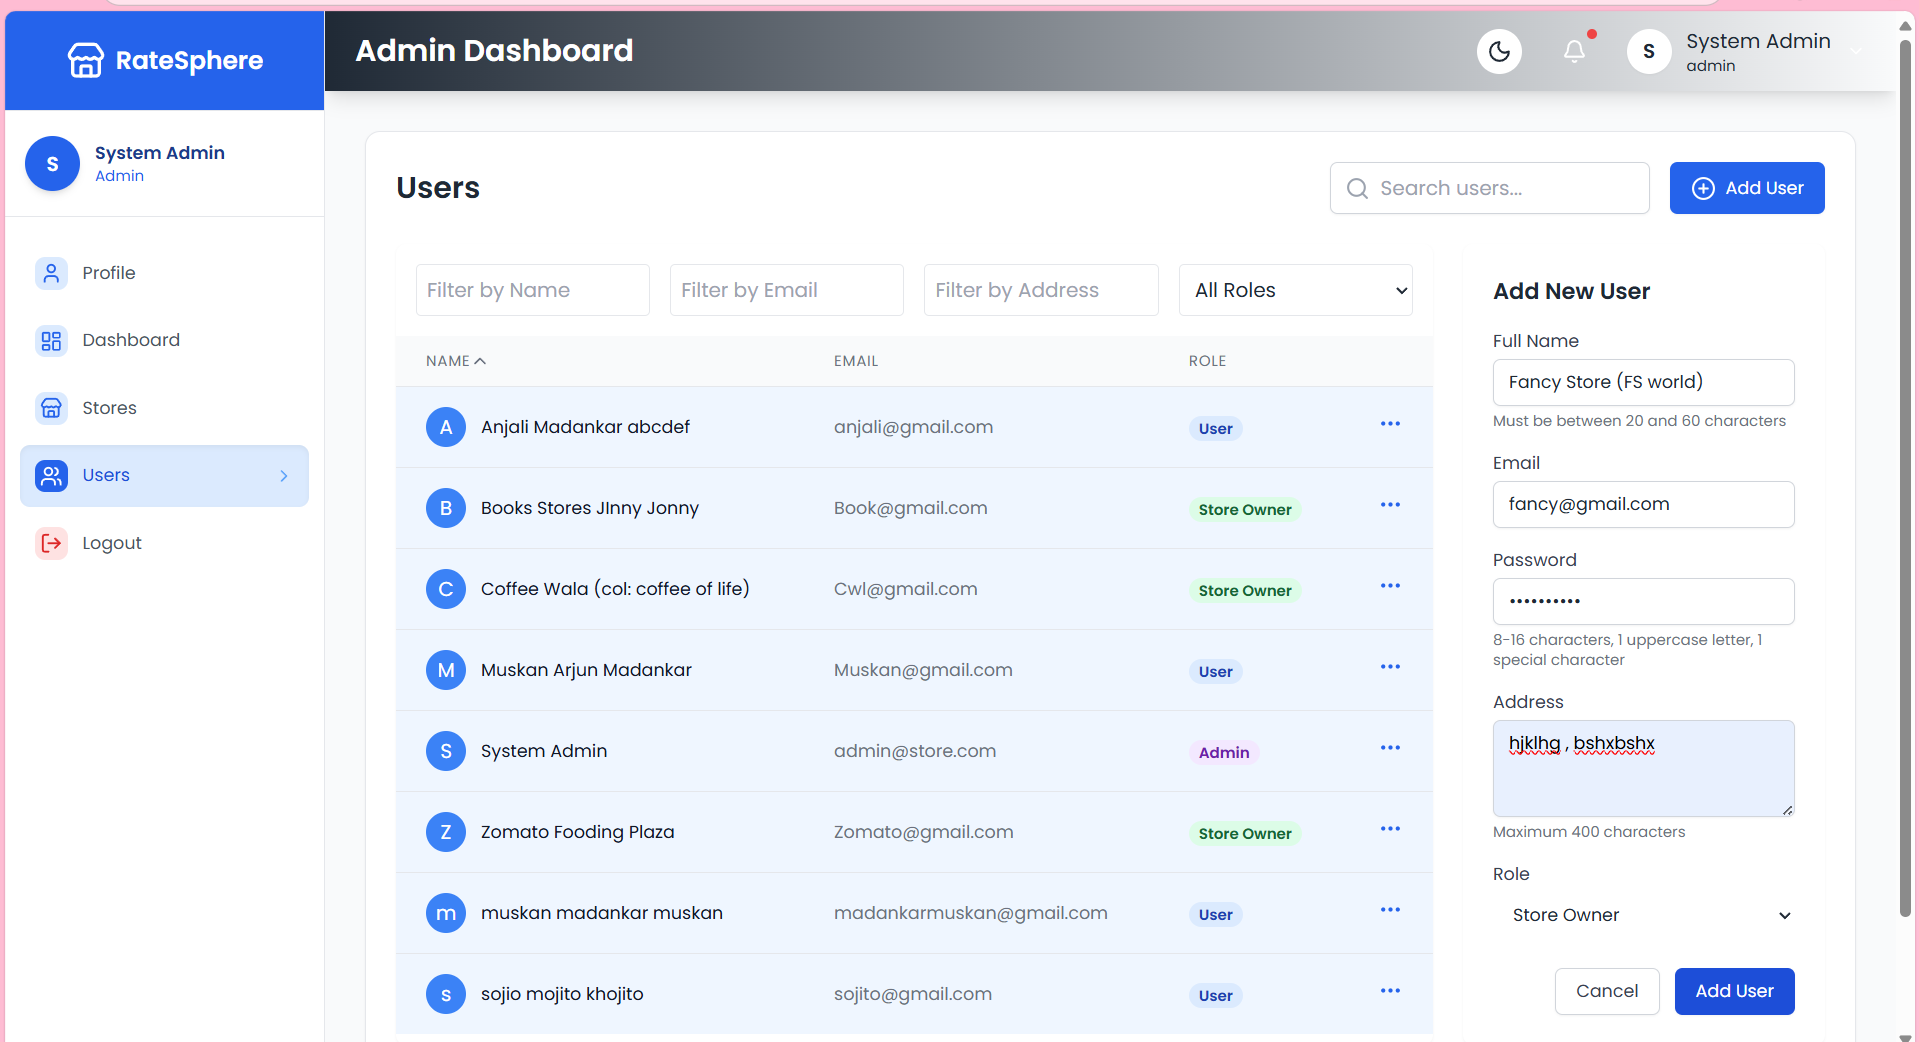 RateSphere
Admin Dashboard
S
System Admin
admin
S
System Admin
Admin
Profile
Dashboard
Stores
Users
Logout
Users
Search users...
Add User
Filter by Name
Filter by Email
Filter by Address
All Roles
NAME
EMAIL
ROLE
A Anjali Madankar abcdef anjali@gmail.com User
B Books Stores JInny Jonny Book@gmail.com Store Owner
C Coffee Wala (col: coffee of life) Cwl@gmail.com Store Owner
M Muskan Arjun Madankar Muskan@gmail.com User
S System Admin admin@store.com Admin
Z Zomato Fooding Plaza Zomato@gmail.com Store Owner
m muskan madankar muskan madankarmuskan@gmail.com User
s sojio mojito khojito sojito@gmail.com User
Add New User
Full Name
Fancy Store (FS world)
Must be between 20 and 60 characters
Email
fancy@gmail.com
Password
••••••••••
8-16 characters, 1 uppercase letter, 1
special character
Address
hjklhg , bshxbshx
Maximum 400 characters
Role
Store Owner
Cancel
Add User